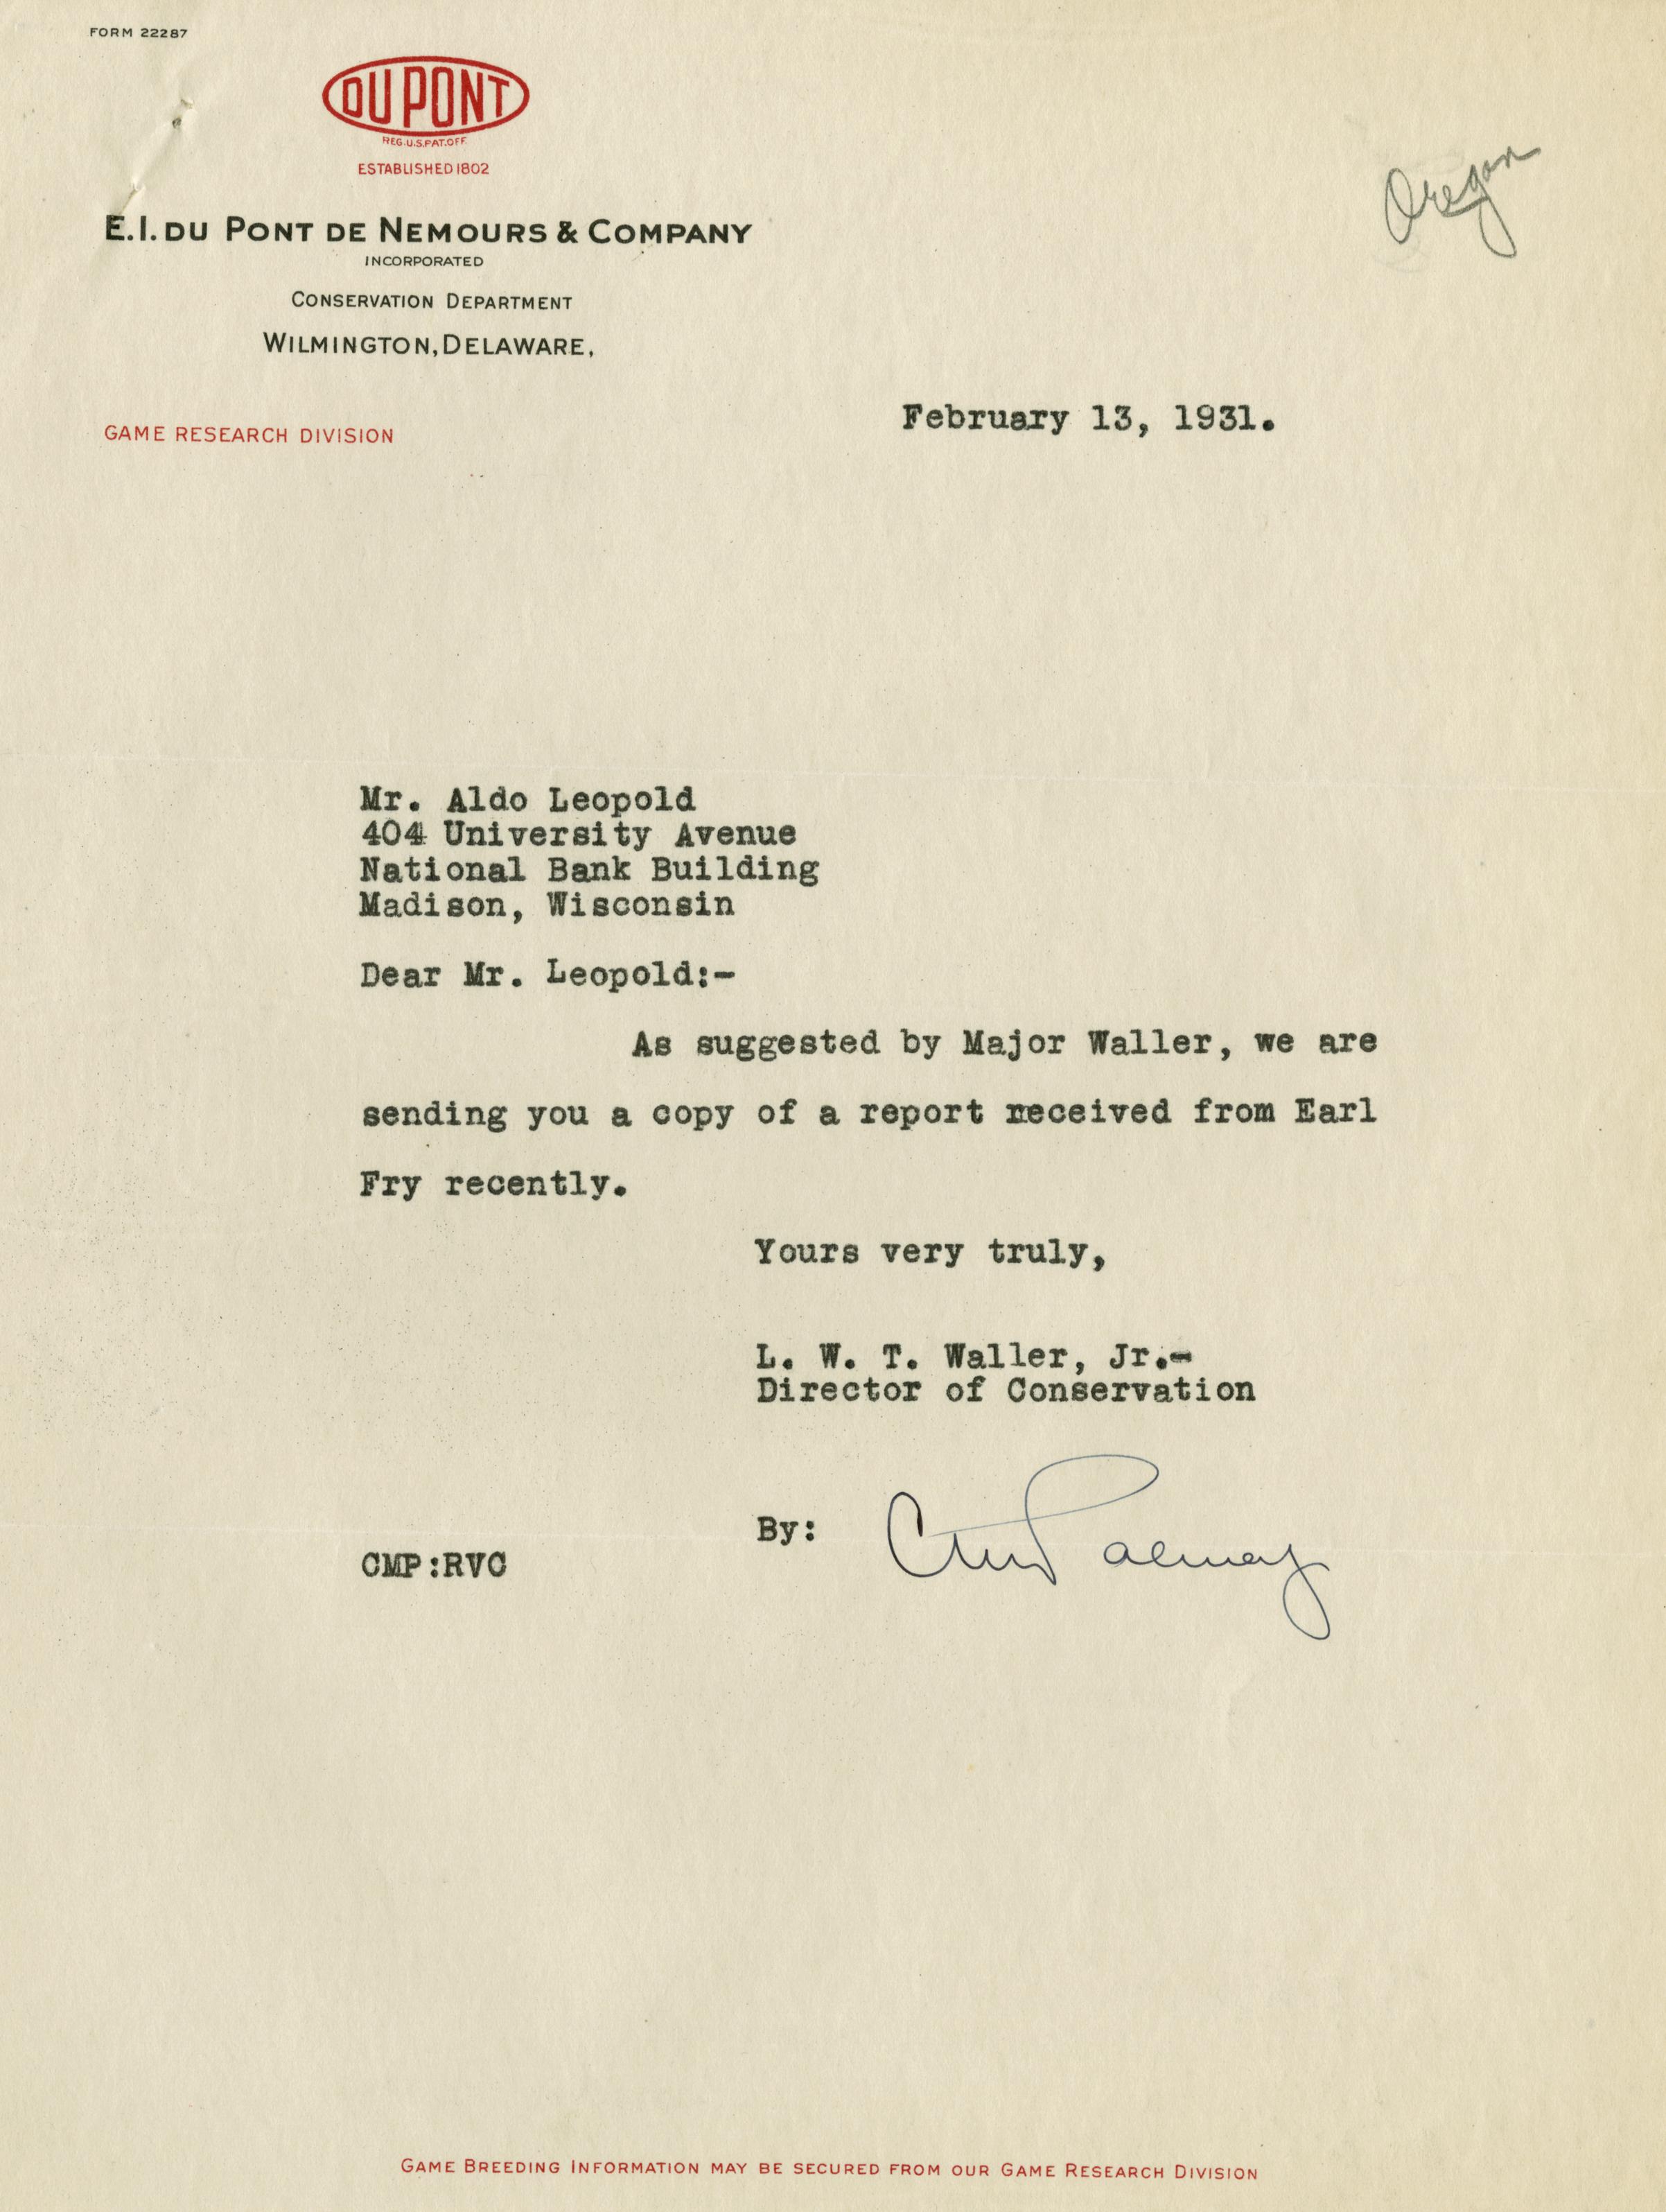 FORM 22287
DU PONT
REG. U.S. PAT. OFF.
ESTABLISHED 1802
Oregon
E. I. DU PONT DE NEMOURS & COMPANY
INCORPORATED
CONSERVATION DEPARTMENT
WILMINGTON, DELAWARE,
February 13, 1931.
GAME RESEARCH DIVISION
Mr. Aldo Leopold
404 University Avenue
National Bank Building
Madison, Wisconsin
Dear Mr. Leopold:-
As suggested by Major Waller, we are
sending you a copy of a report received from Earl
Fry recently.
Yours very truly,
L. W. T. Waller, Jr.-
Director of Conservation
By:
CMP:RVC
GAME BREEDING INFORMATION MAY BE SECURED FROM OUR GAME RESEARCH DIVISION